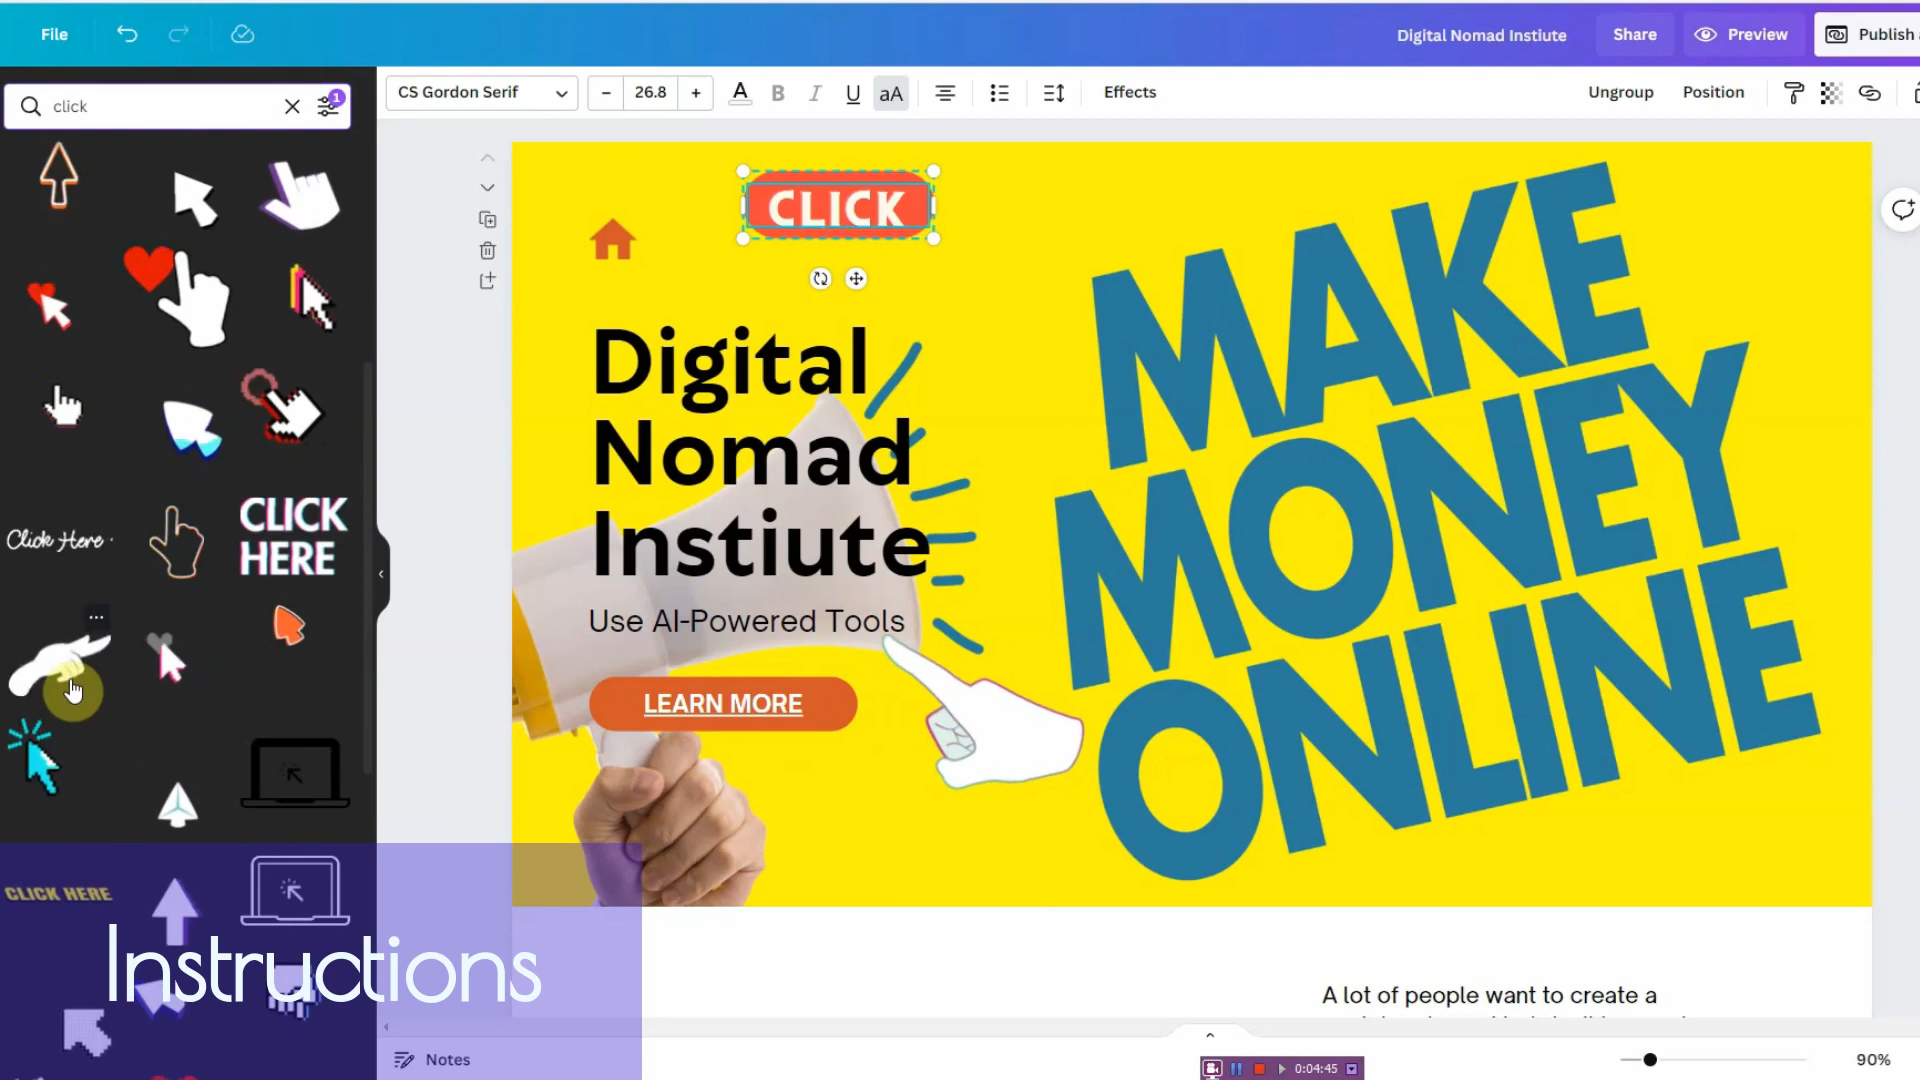 File
Digital Nomad Instiute
Share
Preview
Publish
click
1
CS Gordon Serif
26.8
A
B
I
U
aA
Effects
Ungroup
Position
CLICK
MAKE
MONEY
ONLINE
Digital
Nomad
Instiute
Use AI-Powered Tools
LEARN MORE
Click Here
CLICK
HERE
CLICK HERE
Instructions
A lot of people want to create a
Notes
0:04:45
90%